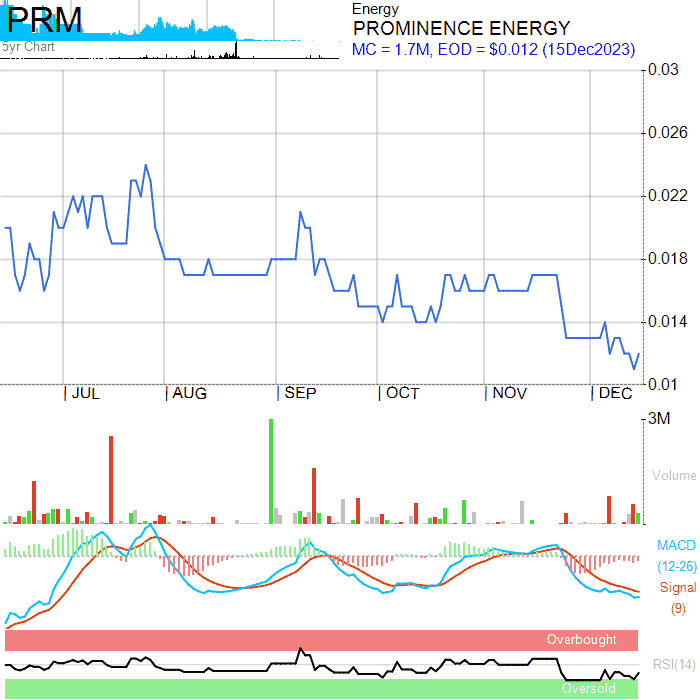 PRM
5yr Chart
Energy
PROMINENCE ENERGY
MC = 1.7M, EOD = $0.012 (15Dec2023)
0.03
0.026
0.022
0.018
0.014
0.01
JUL AUG SEP OCT NOV DEC
3M
Volume
MACD
(12-26)
Signal
(9)
Overbought
RSI(14)
Oversold